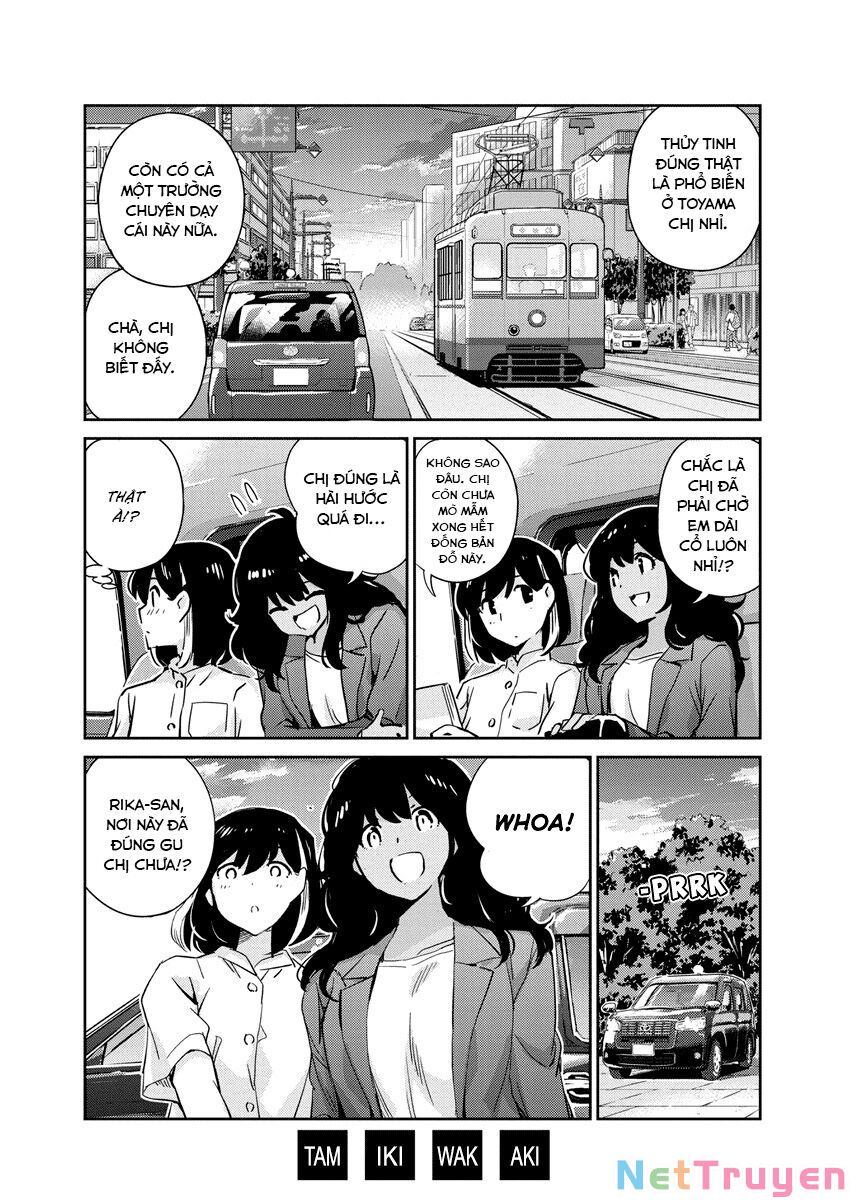 THỦY TINH
ĐÚNG THẬT
LÀ PHỔ BIẾN
Ở TOYAMA
CHỊ NHỈ.
CÒN CÓ CẢ
MỘT TRƯỜNG
CHUYÊN DẠY
CÁI NÀY NỮA.
CHÀ, CHỊ
KHÔNG
BIẾT ĐẤY.
CHẮC LÀ
CHỊ ĐÃ
PHẢI CHỜ
EM DÀI
CỔ LUÔN
NHỈ!?
KHÔNG SAO
ĐÂU. CHỊ
CÒN CHƯA
MÒ MẪM
XONG HẾT
ĐỐNG BẢN
ĐỒ NÀY.
CHỊ ĐÚNG LÀ
HÀI HƯỚC
QUÁ ĐI...
THẬT
À!?
-PRRK
WHOA!
RIKA-SAN,
NƠI NÀY ĐÃ
ĐÚNG GU
CHỊ CHƯA!?
TAM IKI WAK AKI
NetTruyen